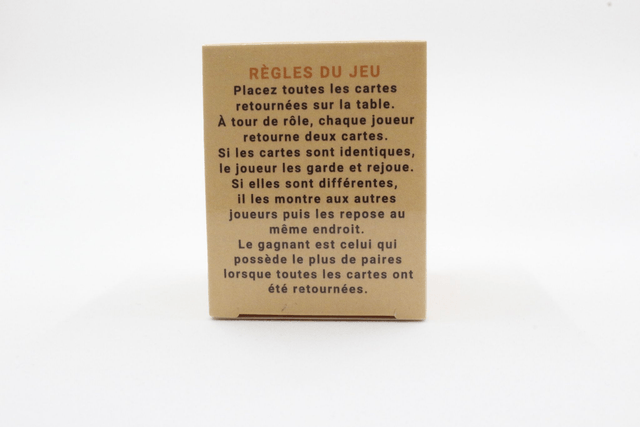 RÈGLES DU JEU
Placez toutes les cartes
retournées sur la table.
À tour de rôle, chaque joueur
retourne deux cartes.
Si les cartes sont identiques,
le joueur les garde et rejoue.
Si elles sont différentes,
il les montre aux autres
joueurs puis les repose au
même endroit.
Le gagnant est celui qui
possède le plus de paires
lorsque toutes les cartes ont
été retournées.